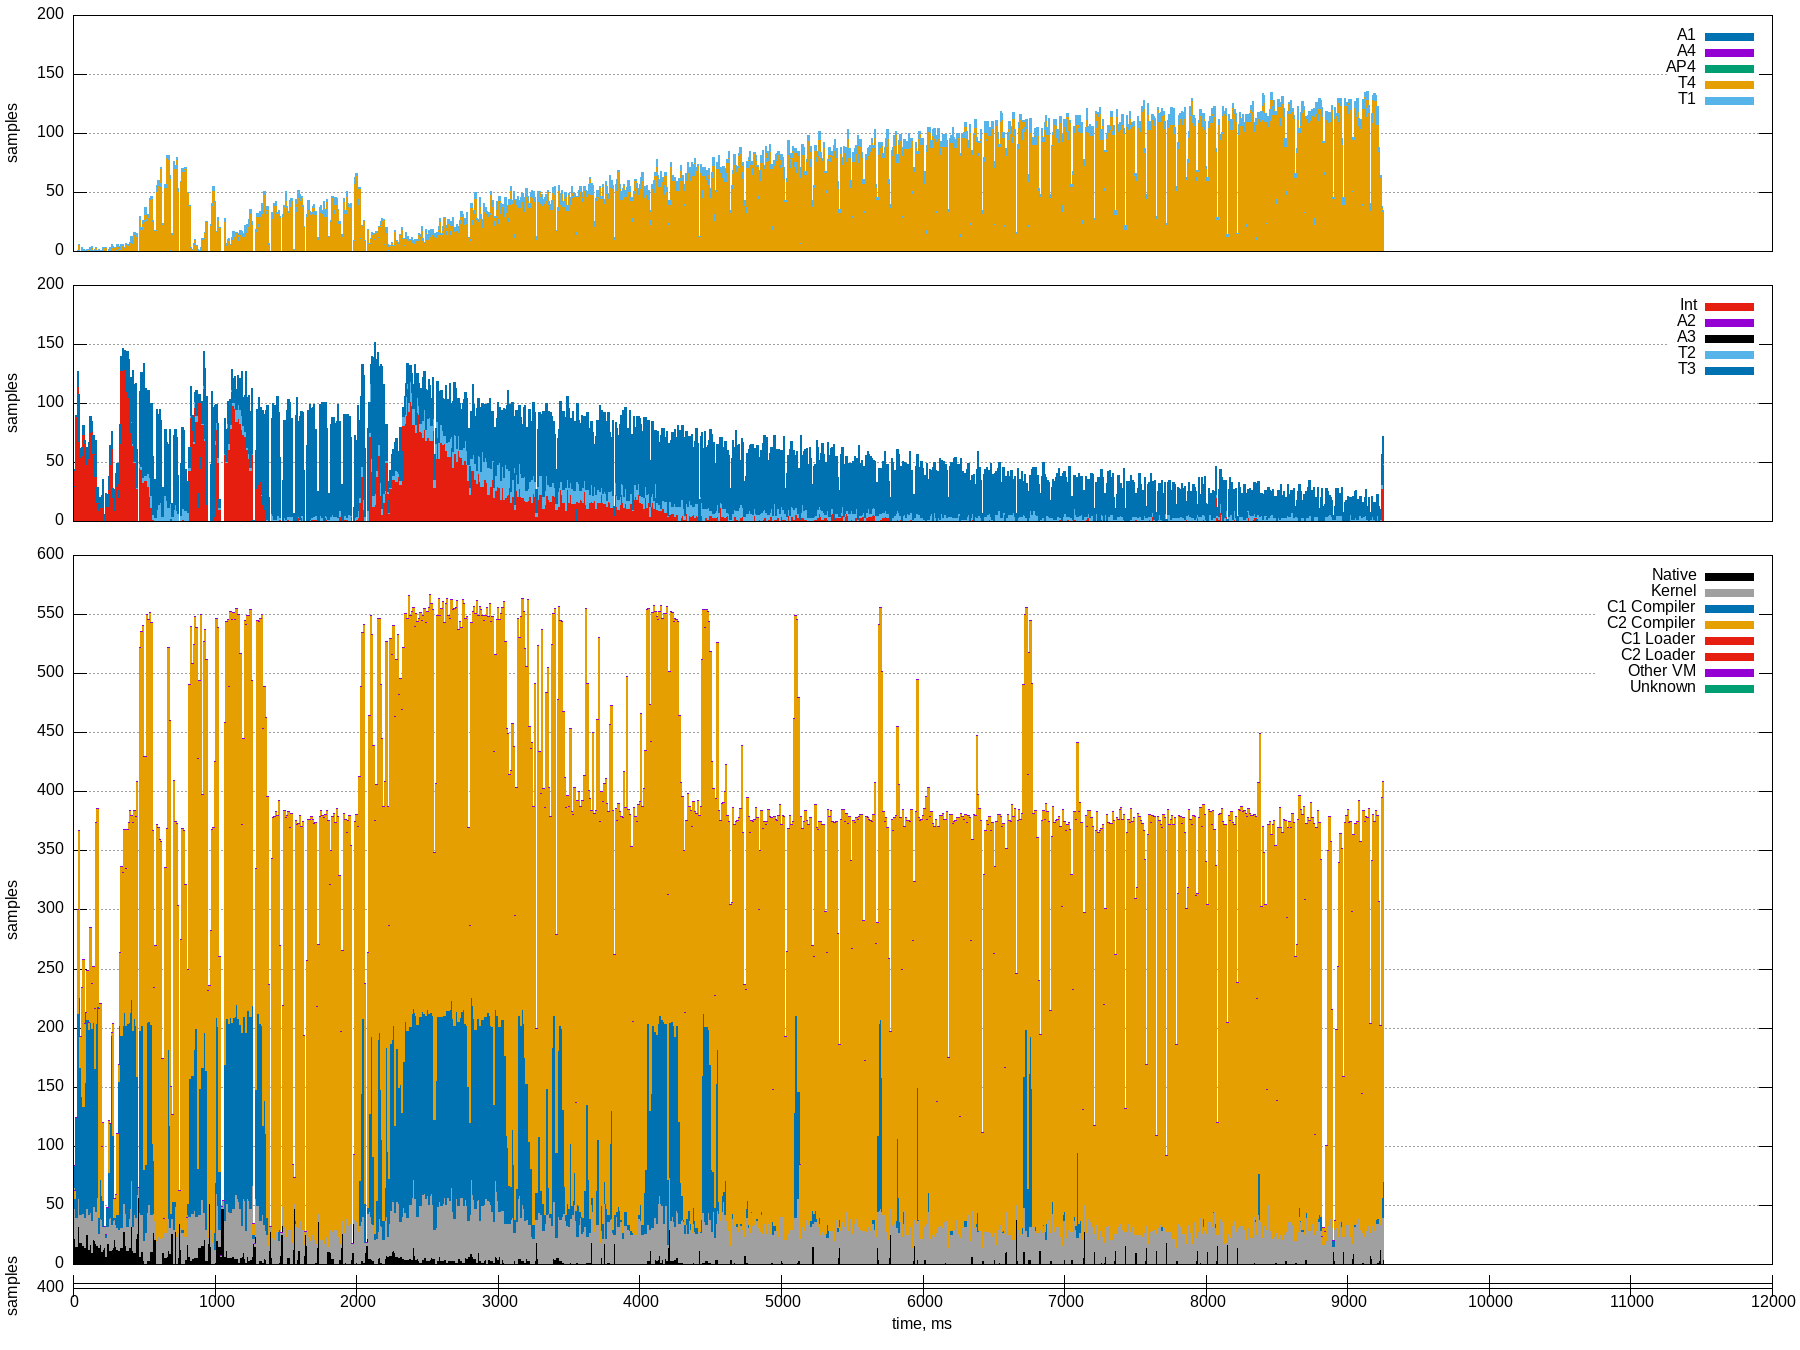 200
150
100
50
0
samples
A1
A4
AP4
T4
T1
200
150
100
50
0
samples
Int
A2
A3
T2
T3
600
550
500
450
400
350
300
250
200
150
100
50
0
samples
Native
Kernel
C1 Compiler
C2 Compiler
C1 Loader
C2 Loader
Other VM
Unknown
400
samples
0 1000 2000 3000 4000 5000 6000 7000 8000 9000 10000 11000 12000
time, ms